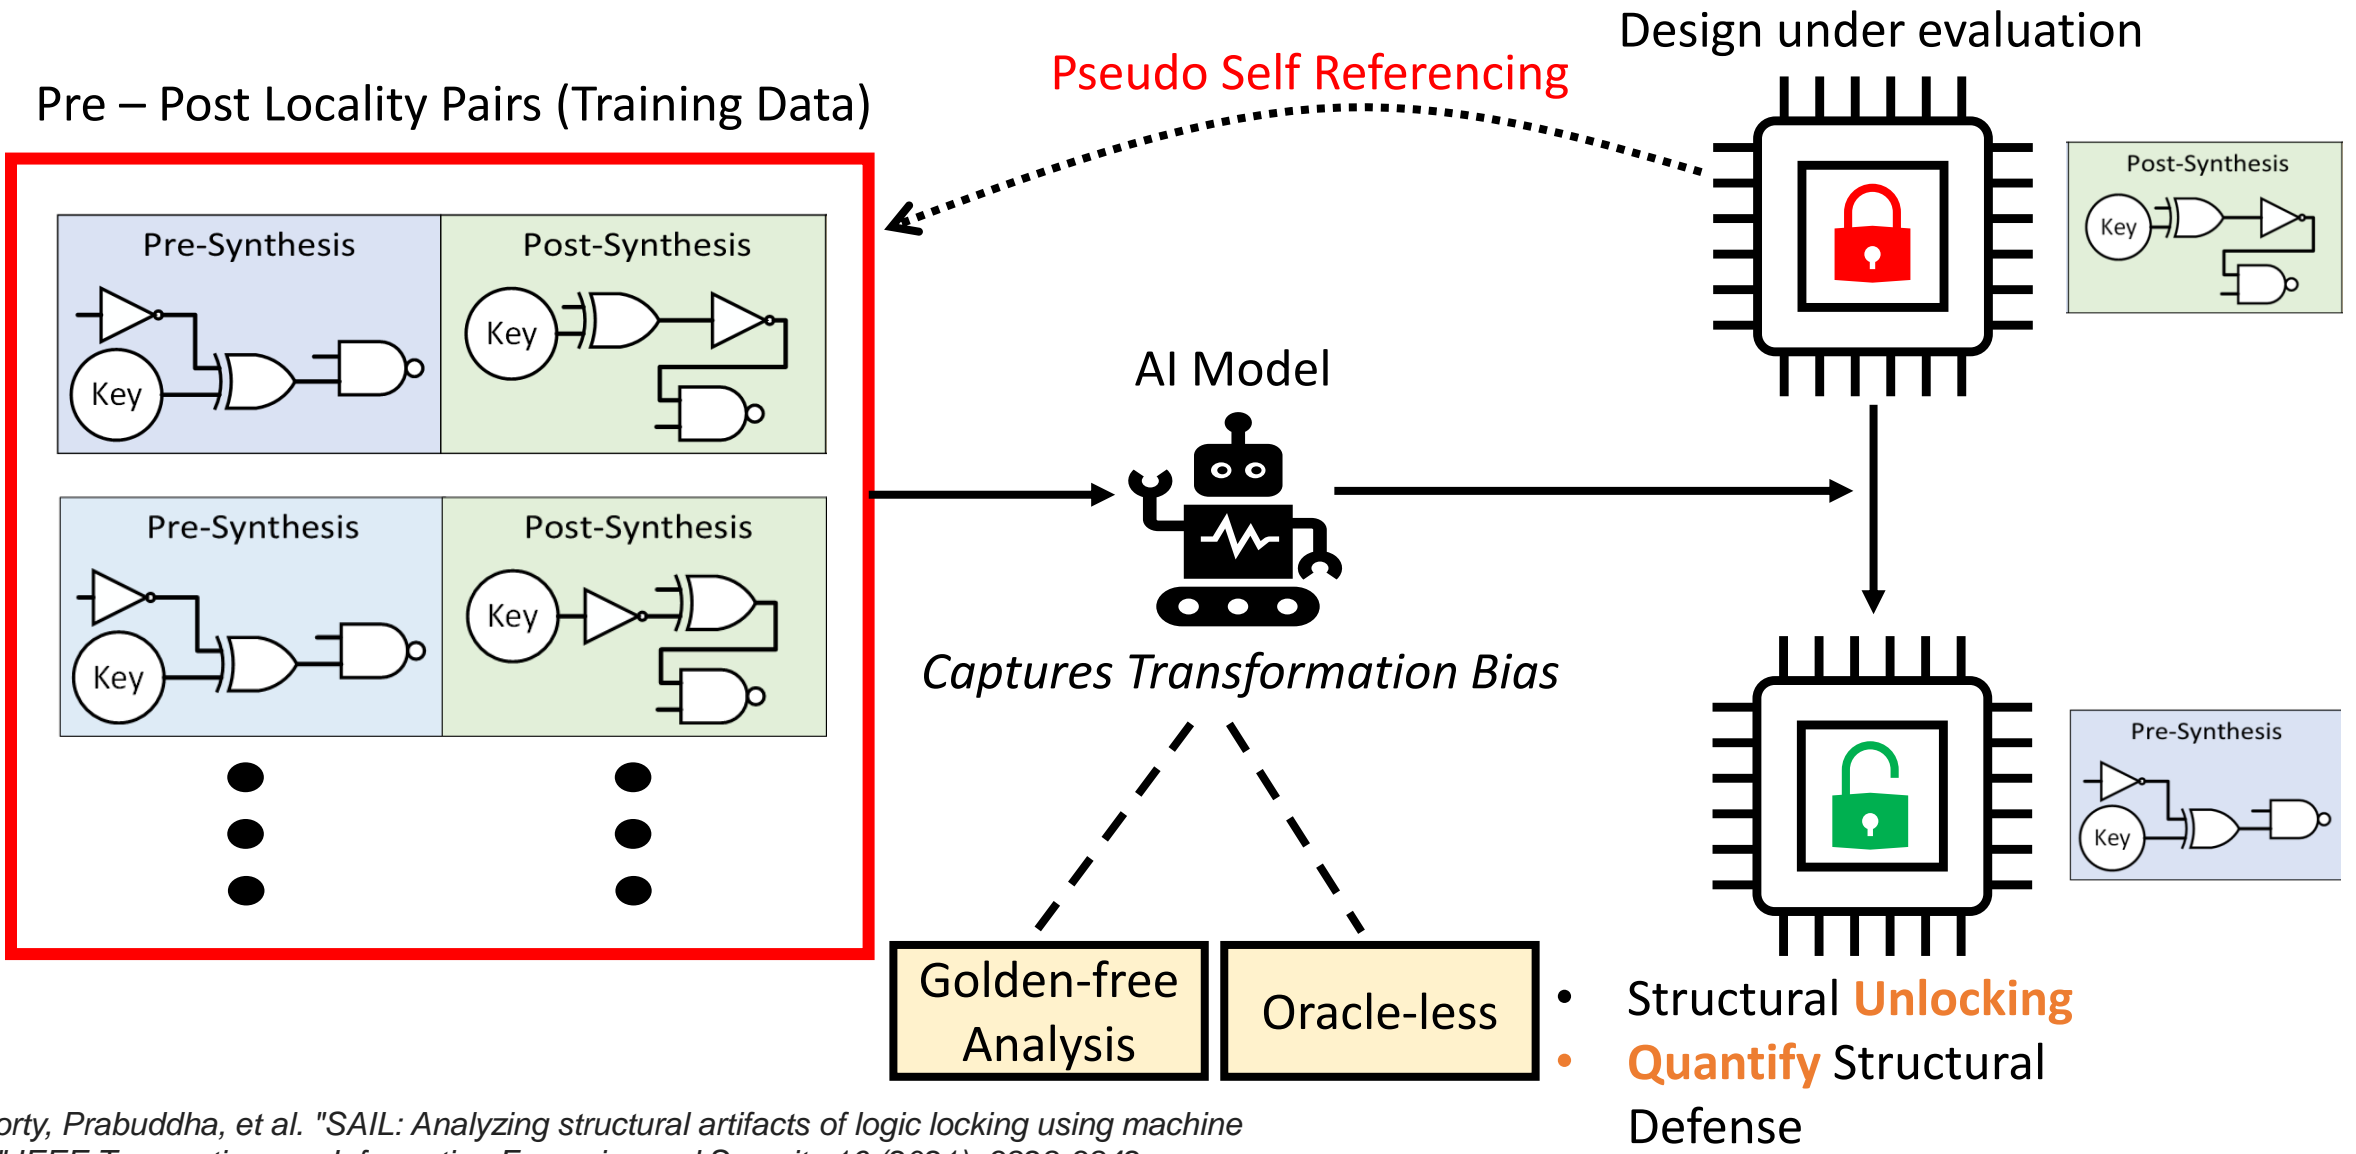 Design under evaluation
Pseudo Self Referencing
Pre – Post Locality Pairs (Training Data)
Pre-Synthesis
Post-Synthesis
Key
Key
Pre-Synthesis
Post-Synthesis
Key
Key
Post-Synthesis
Key
AI Model
Captures Transformation Bias
Golden-free
Analysis
Oracle-less
Pre-Synthesis
Key
• Structural Unlocking
• Quantify Structural
Defense
Prabuddha, et al. "SAIL: Analyzing structural artifacts of logic locking using machine